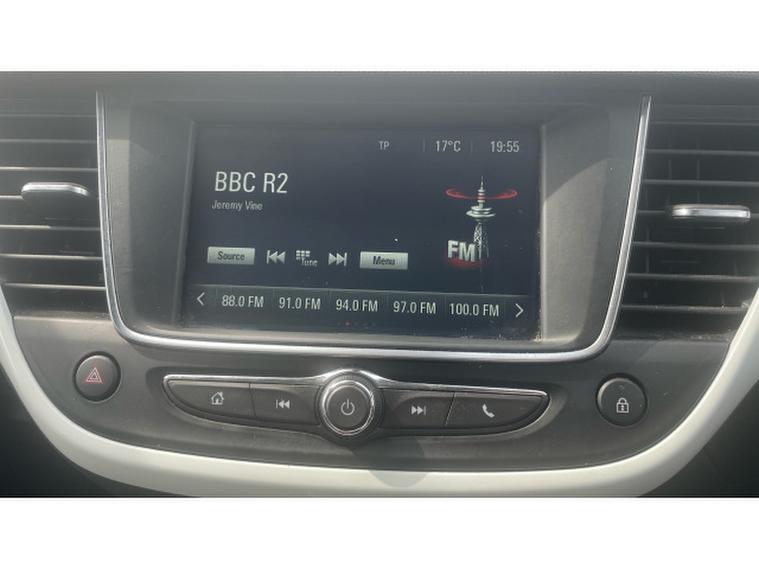 TP 17°C 19:55
BBC R2
Jeremy Vine
FM
Source Tune Menu
88.0 FM 91.0 FM 94.0 FM 97.0 FM 100.0 FM